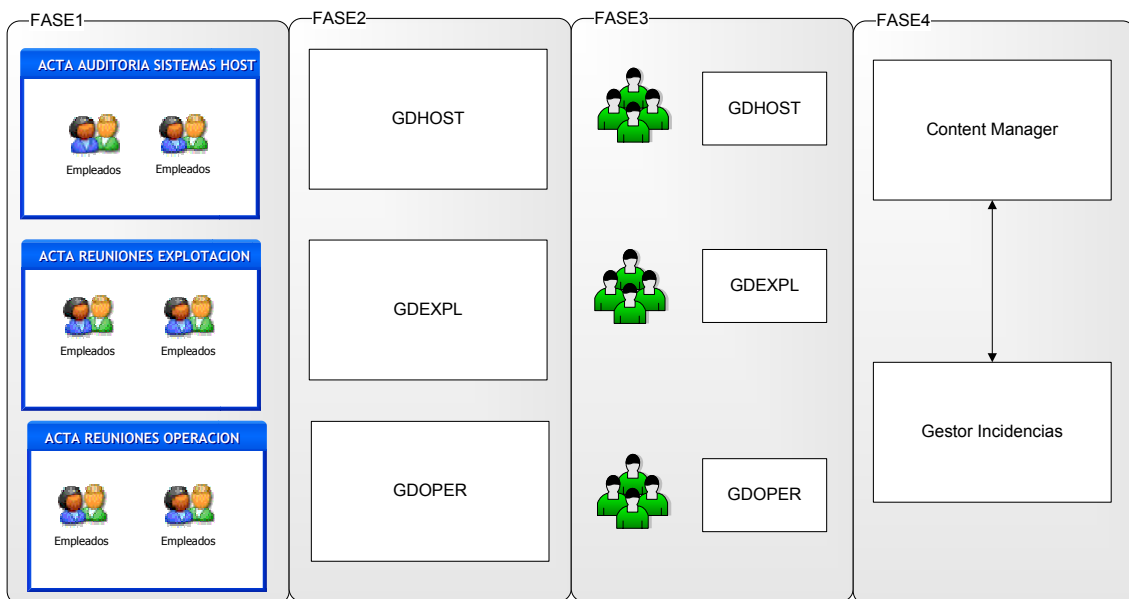 FASE1
ACTA AUDITORIA SISTEMAS HOST
Empleados
Empleados
ACTA REUNIONES EXPLOTACION
Empleados
Empleados
ACTA REUNIONES OPERACION
Empleados
Empleados
FASE2
GDHOST
GDEXPL
GDOPER
FASE3
GDHOST
GDEXPL
GDOPER
FASE4
Content Manager
Gestor Incidencias